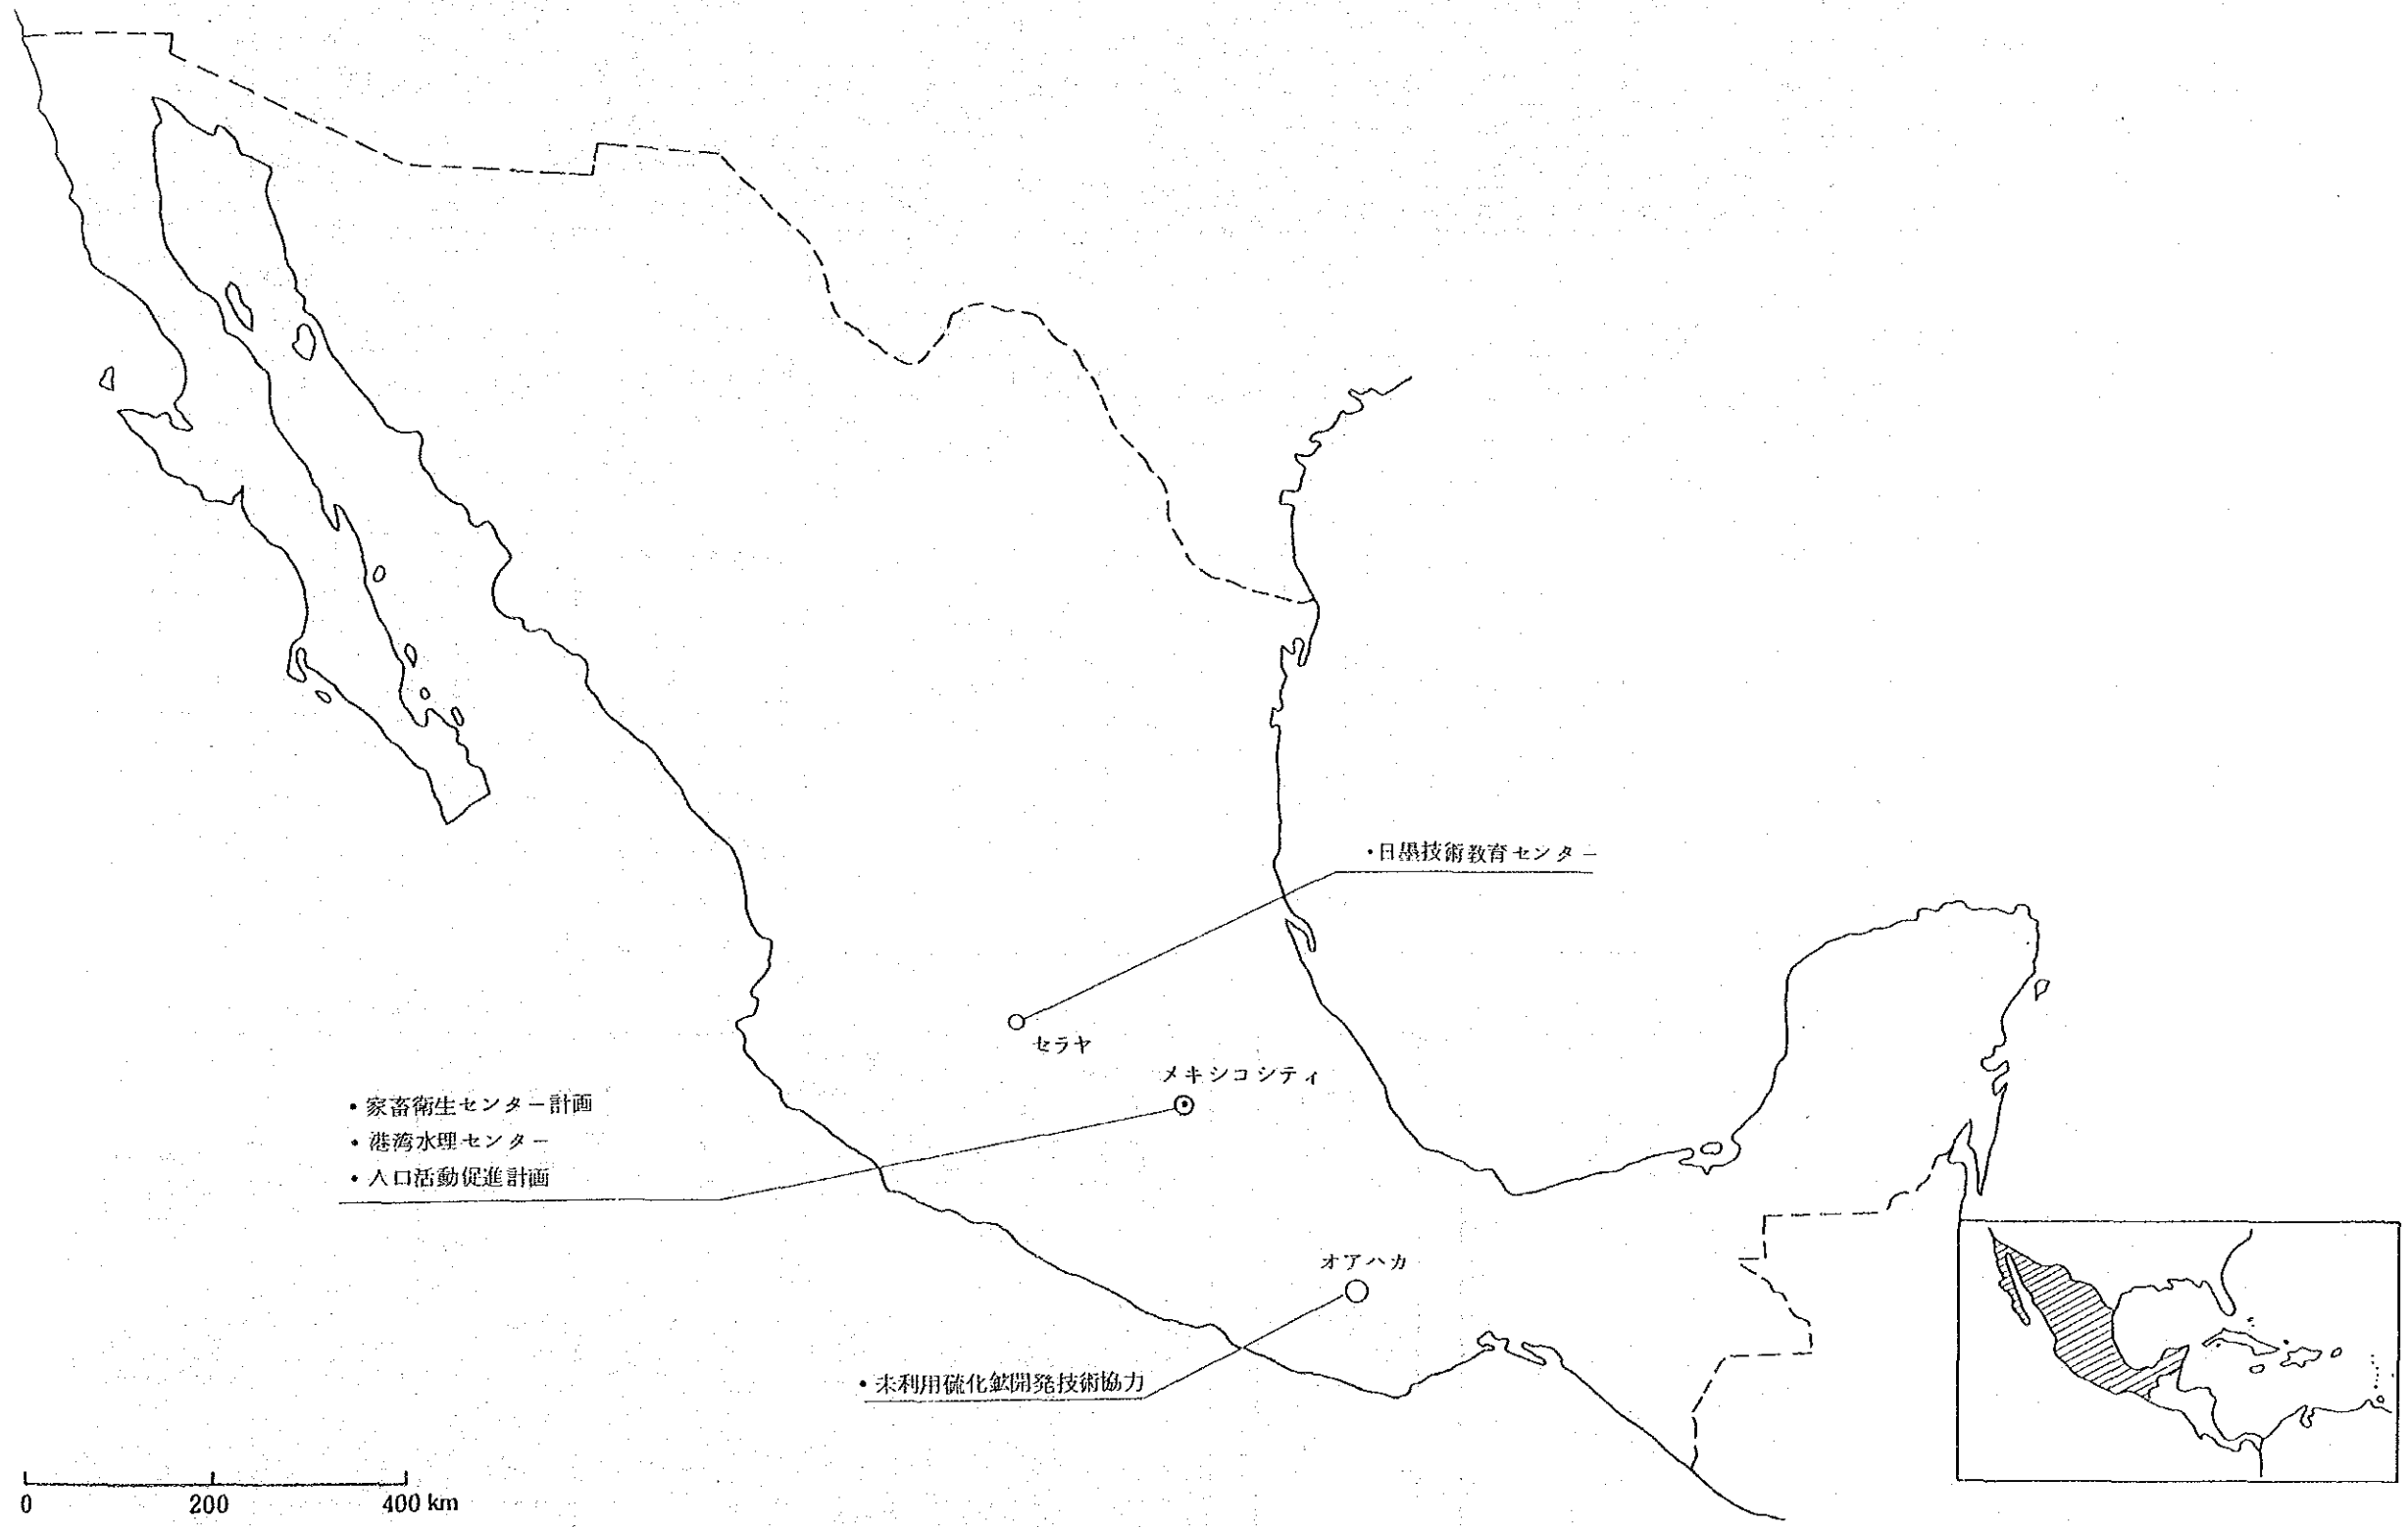 ・日墨技術教育センター
セラヤ
メキシコシティ
・家畜衛生センター計画
・港湾水理センター
・人口活動促進計画
オアハカ
・未利用硫化鉱開発技術協力
0 200 400 km